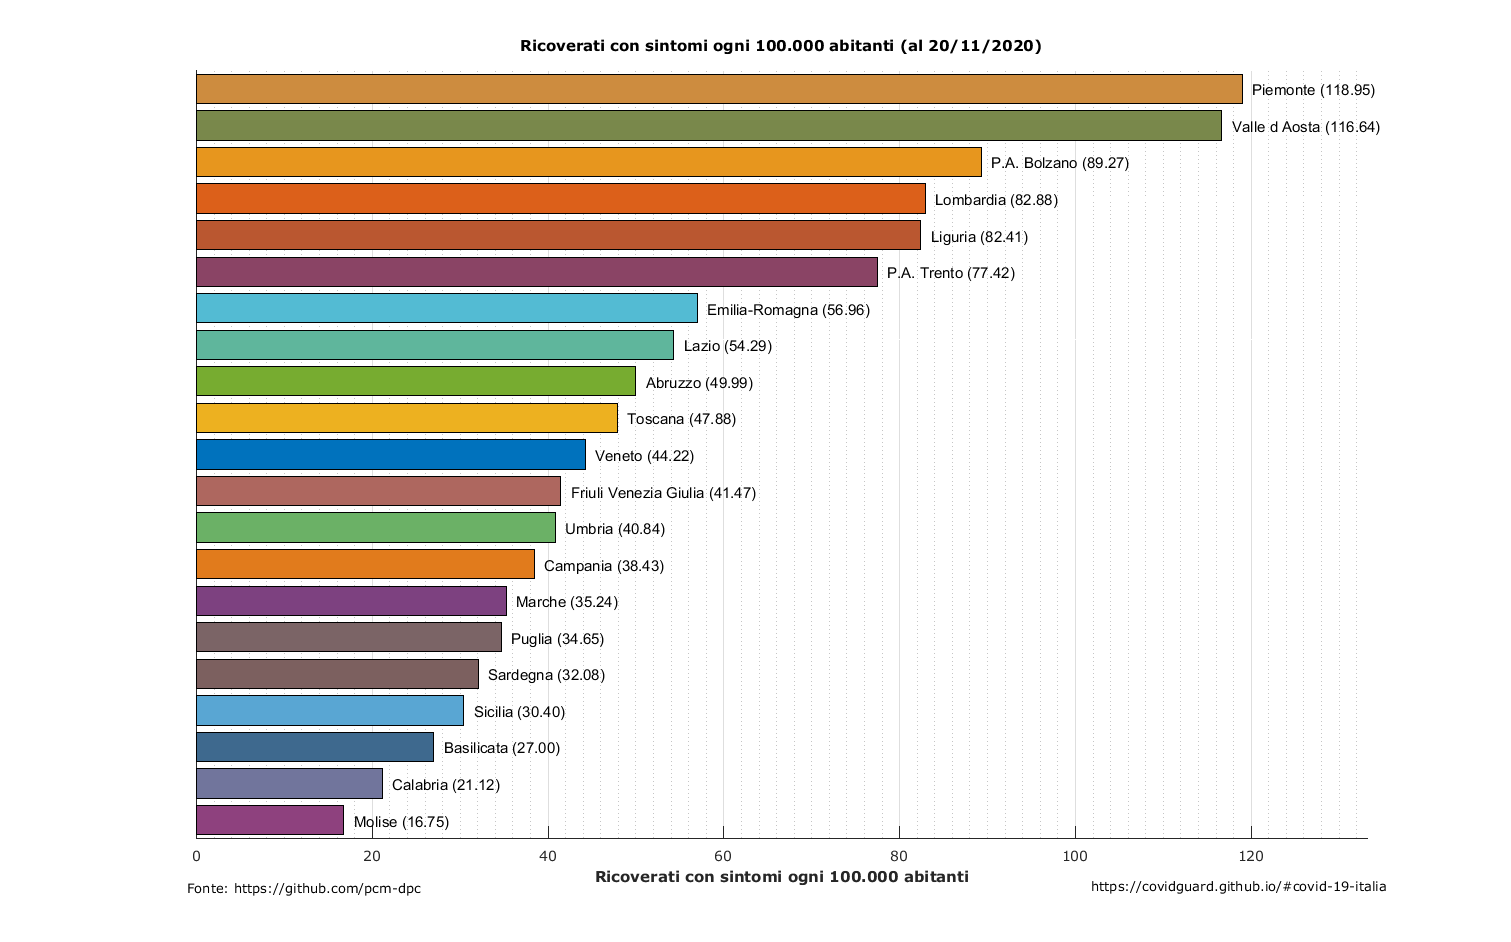 Ricoverati con sintomi ogni 100.000 abitanti (al 20/11/2020)
Piemonte (118.95)
Valle d Aosta (116.64)
P.A. Bolzano (89.27)
Lombardia (82.88)
Liguria (82.41)
P.A. Trento (77.42)
Emilia-Romagna (56.96)
Lazio (54.29)
Abruzzo (49.99)
Toscana (47.88)
Veneto (44.22)
Friuli Venezia Giulia (41.47)
Umbria (40.84)
Campania (38.43)
Marche (35.24)
Puglia (34.65)
Sardegna (32.08)
Sicilia (30.40)
Basilicata (27.00)
Calabria (21.12)
Molise (16.75)
0 20 40 60 80 100 120
Ricoverati con sintomi ogni 100.000 abitanti
Fonte: https://github.com/pcm-dpc
https://covidguard.github.io/#covid-19-italia